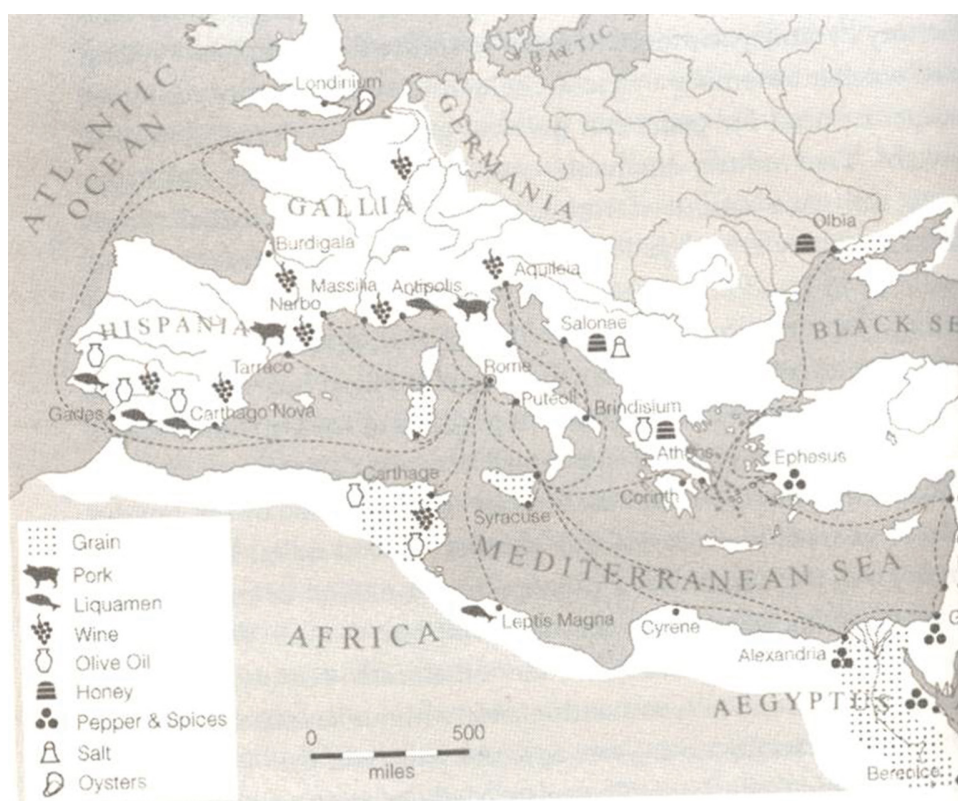 BALTIC
Londinium
ATLANTIC
OCEAN
GERMANIA
GALLIA
Olbia
Burdigala
Massilia
Antipolis
Aquileia
Narbo
HISPANIA
Salonae
BLACK SE
Tarraco
Rome
Puteoli
Brindisium
Gades
Carthago Nova
Athens
Ephesus
Carthage
Corinth
Syracuse
MEDITERRANEAN SEA
Leptis Magna
Cyrene
AFRICA
Alexandria
G
AEGYPTUS
Berenice
Grain
Pork
Liquamen
Wine
Olive Oil
Honey
Pepper & Spices
Salt
Oysters
0
500
miles